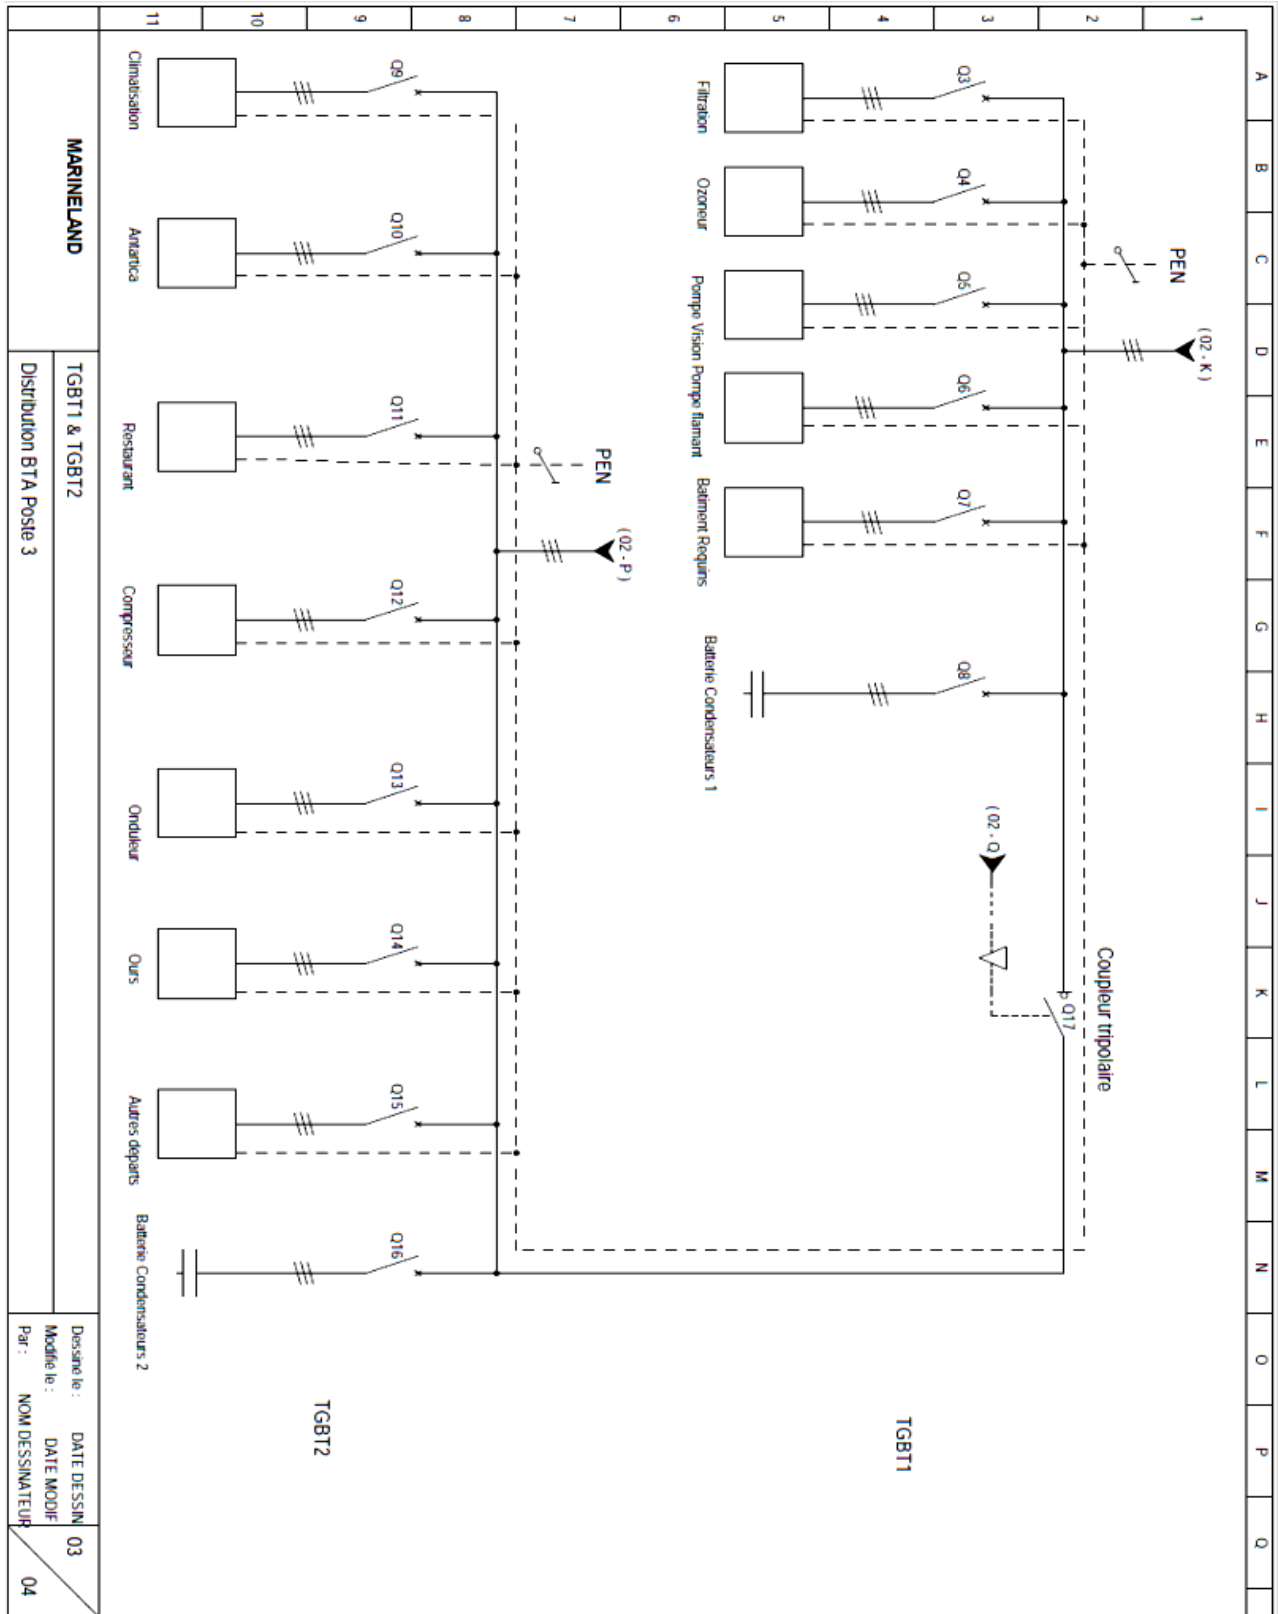 A B C D E F G H I J K L M N O P Q
1
2
3
4
5
6
7
8
9
10
11
PEN
( 02 - K )
Coupleur tripolaire
Q17
( 02 - Q )
Q3
Q4
Q5
Q6
Q7
Q8
Filtration
Ozoneur
Pompe Vision
Pompe flamant
Batiment Requins
Batterie Condensateurs 1
TGBT1
PEN
( 02 - P )
Q9
Q10
Q11
Q12
Q13
Q14
Q15
Q16
Climatisation
Antartica
Restaurant
Compresseur
Onduleur
Ours
Autres departs
Batterie Condensateurs 2
TGBT2
MARINELAND
TGBT1 & TGBT2
Distribution BTA Poste 3
Dessine le : DATE DESSIN
Modifie le : DATE MODIF
Par : NOM DESSINATEUR
03
04